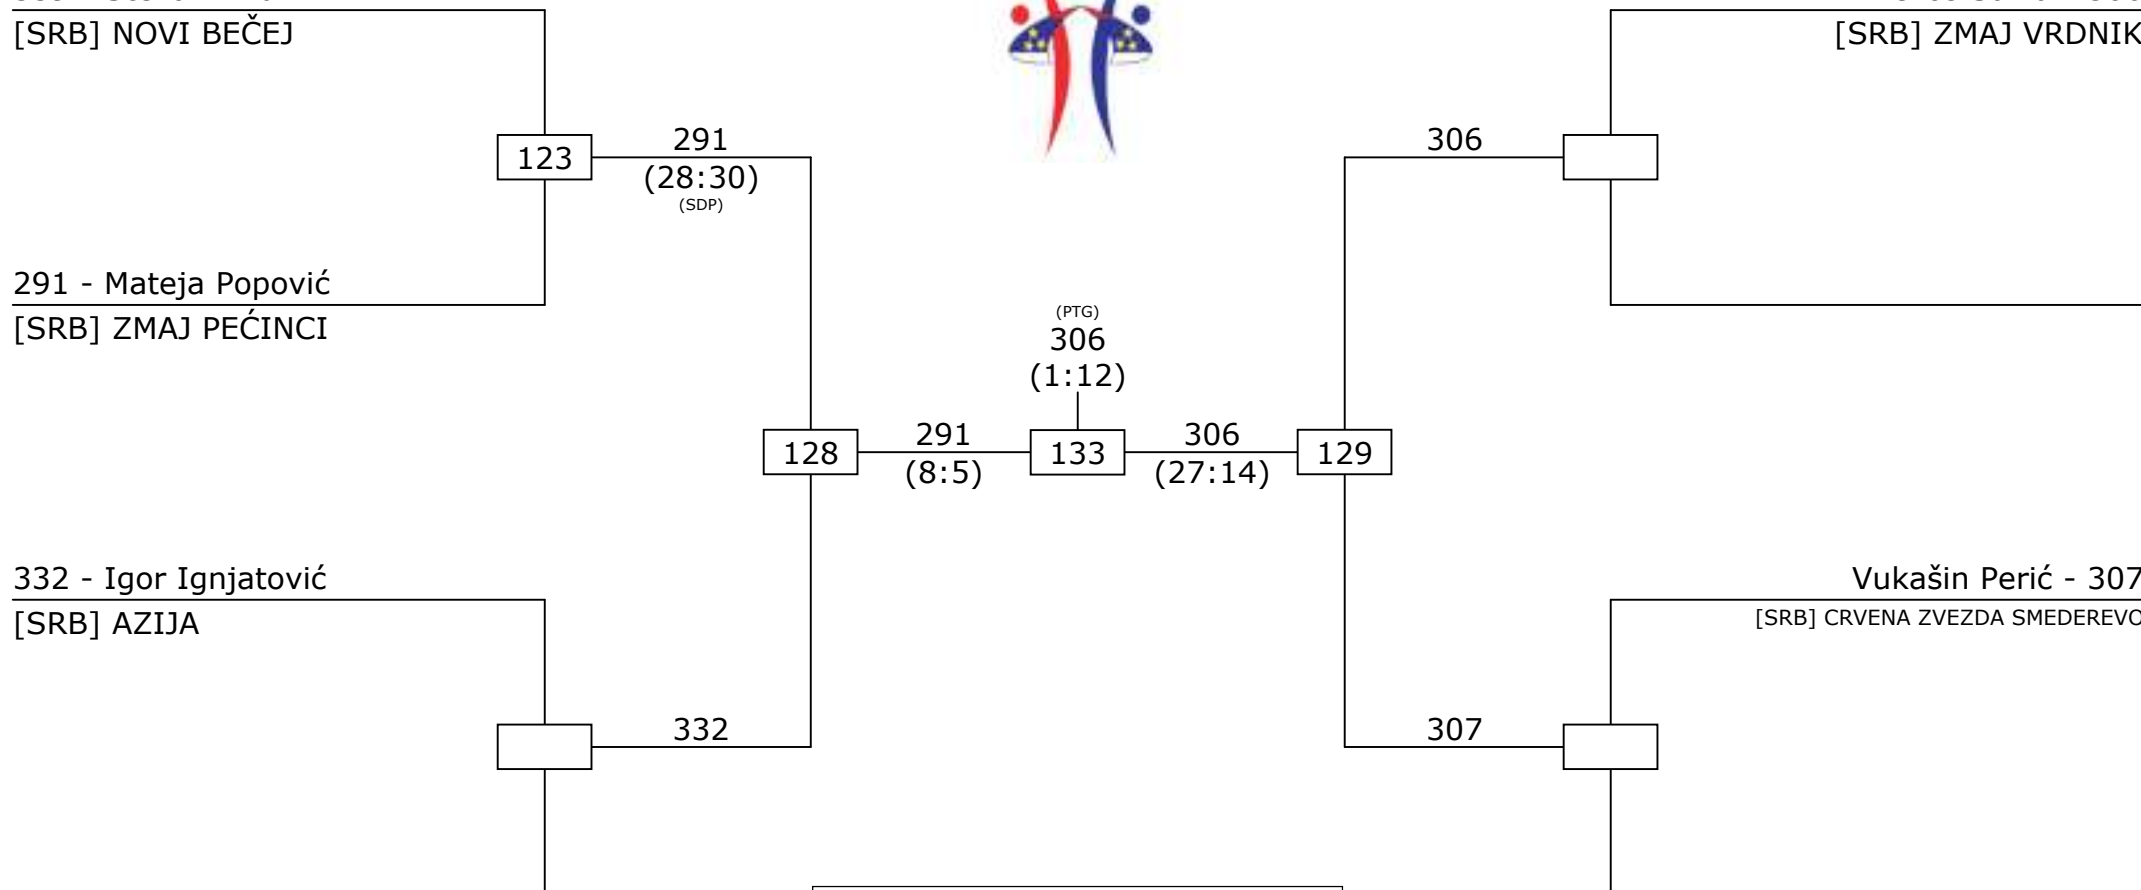 [SRB] NOVI BEČEJ
[SRB] ZMAJ VRDNIK
123
291
(28:30)
(SDP)
306
291 - Mateja Popović
[SRB] ZMAJ PEĆINCI
(PTG)
306
(1:12)
128
291
(8:5)
133
306
(27:14)
129
332 - Igor Ignjatović
[SRB] AZIJA
Vukašin Perić - 307
[SRB] CRVENA ZVEZDA SMEDEREVO
332
307